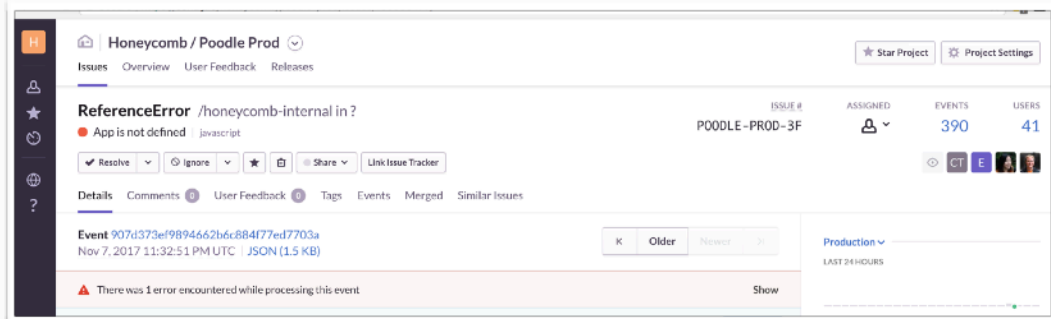 H
Honeycomb / Poodle Prod
Star Project
Project Settings
Issues Overview User Feedback Releases
ReferenceError /honeycomb-internal in ?
App is not defined javascript
ISSUE # ASSIGNED EVENTS USERS
POODLE-PROD-3F 390 41
Resolve Ignore Share Link Issue Tracker
CT E
Details Comments 0 User Feedback 0 Tags Events Merged Similar Issues
?
Event 907d373ef9894662b6c884f77ed7703a
Nov 7, 2017 11:32:51 PM UTC JSON (1.5 KB)
Older Newer
Production
LAST 24 HOURS
There was 1 error encountered while processing this event Show